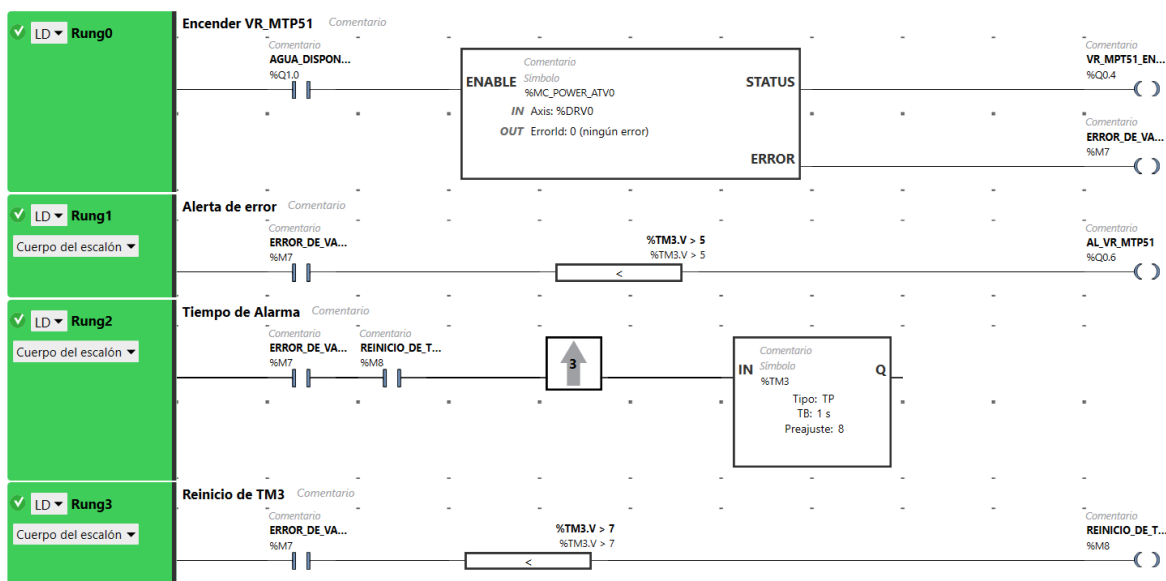 Encender VR_MTP51 Comentario
LD Rung0
Comentario
AGUA_DISPON...
%Q1.0
Comentario
ENABLE Símbolo STATUS
%MC_POWER_ATV0
IN Axis: %DRV0
OUT ErrorId: 0 (ningún error)
ERROR
Comentario
VR_MPT51_EN...
%Q0.4
Comentario
ERROR_DE_VA...
%M7
Alerta de error Comentario
LD Rung1
Cuerpo del escalón
Comentario
ERROR_DE_VA...
%M7
%TM3.V > 5
%TM3.V > 5
<
Comentario
AL_VR_MTP51
%Q0.6
Tiempo de Alarma Comentario
LD Rung2
Cuerpo del escalón
Comentario Comentario
ERROR_DE_VA... REINICIO_DE_T...
%M7 %M8
3
Comentario
IN Símbolo Q
%TM3
Tipo: TP
TB: 1 s
Preajuste: 8
Reinicio de TM3 Comentario
LD Rung3
Cuerpo del escalón
Comentario
ERROR_DE_VA...
%M7
%TM3.V > 7
%TM3.V > 7
<
Comentario
REINICIO_DE_T...
%M8